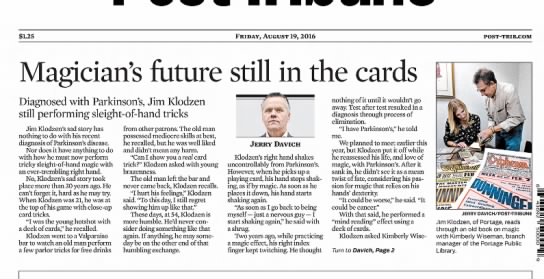 Post-Tribune
$1.25
FRIDAY, AUGUST 19, 2016
POST-TRIB.COM
Magician's future still in the cards
Diagnosed with Parkinson's, Jim Klodzen
still performing sleight-of-hand tricks
Jim Klodzen's sad story has
nothing to do with his recent
diagnosis of Parkinson's disease.
Nor does it have anything to do
with how he must now perform
tricky sleight-of-hand magic with
an ever-trembling right hand.
No, Klodzen's sad story took
place more than 30 years ago. He
can't forget it, hard as he may try.
When Klodzen was 21, he was at
the top of his game with close-up
card tricks.
"I was the young hotshot with
a deck of cards," he recalled.
Klodzen went to a Valparaiso
bar to watch an old man perform
a few parlor tricks for free drinks
from other patrons. The old man
possessed mediocre skills at best,
he recalled, but he was well liked
and didn't mean any harm.
"Can I show you a real card
trick?" Klodzen asked with young
brazenness.
The old man left the bar and
never came back, Klodzen recalls.
"I hurt his feelings," Klodzen
said. "To this day, I still regret
showing him up like that."
These days, at 54, Klodzen is
more humble. He'd never con-
sider doing something like that
again. If anything, he may some-
day be on the other end of that
humbling exchange.
JERRY DAVICH
Klodzen's right hand shakes
uncontrollably from Parkinson's.
However, when he picks up a
playing card, his hand stops shak-
ing, as if by magic. As soon as he
places it down, his hand starts
shaking again.
"As soon as I go back to being
myself — just a nervous guy — I
start shaking again," he said with
a shrug.
Two years ago, while practicing
a magic effect, his right index
finger kept twitching. He thought
nothing of it until it wouldn't go
away. Test after test resulted in a
diagnosis through process of
elimination.
"I have Parkinson's," he told
me.
We planned to meet earlier this
year, but Klodzen put it off while
he reassessed his life, and love of
magic, with Parkinson's. After it
sank in, he didn't see it as a mean
twist of fate, considering his pas-
sion for magic that relies on his
hands' dexterity.
"It could be worse," he said. "It
could be cancer."
With that said, he performed a
"mind reading" effect using a
deck of cards.
Klodzen asked Kimberly Wise-
Turn to Davich, Page 2
JERRY DAVICH/POST-TRIBUNE
Jim Klodzen, of Portage, reads
through an old book on magic
with Kimberly Wiseman, branch
manager of the Portage Public
Library.